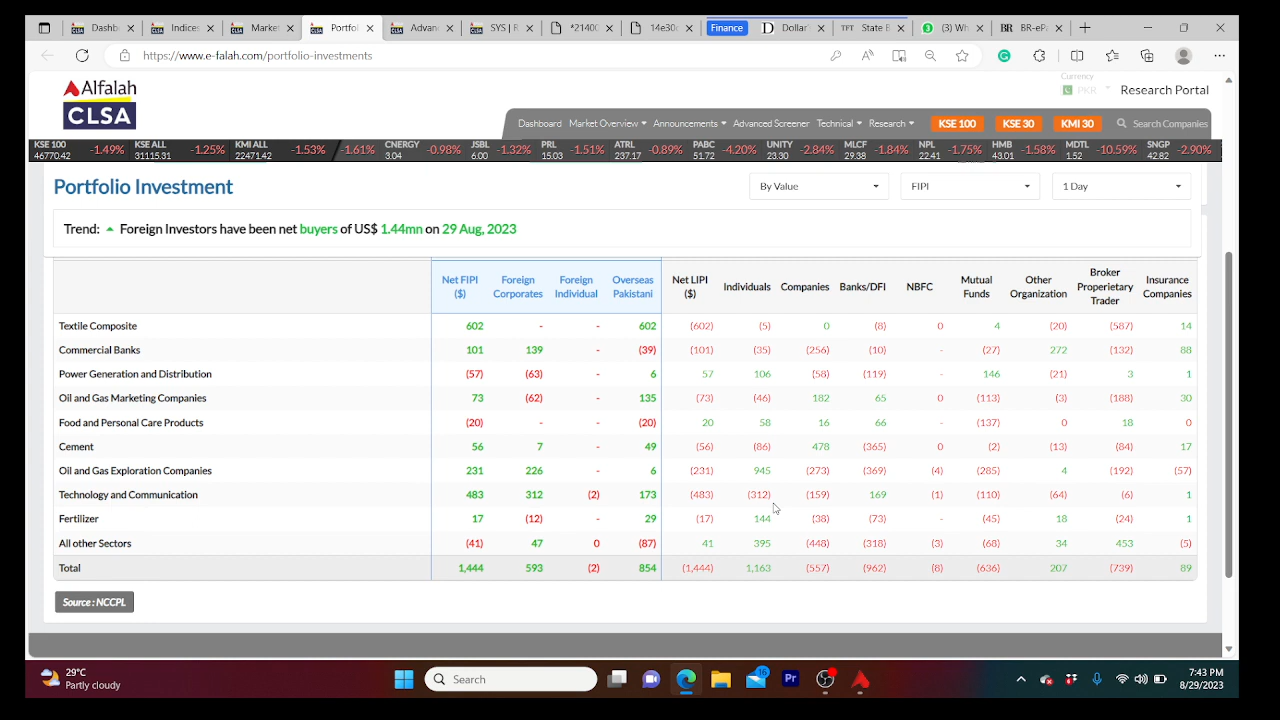 Dashb
Indices
Market
Portfol
Advan
SYS | R
*21400
14e30c
Finance
Dollar'
TFT State B
(3) Wh
BR BR-ePa
https://www.e-falah.com/portfolio-investments
Alfalah
CLSA
Currency
PKR
Research Portal
Dashboard Market Overview Announcements Advanced Screener Technical Research KSE 100 KSE 30 KMI 30 Search Companies
KSE 100 46770.42 -1.49% KSE ALL 31115.31 -1.25% KMI ALL 22471.42 -1.53% -1.61% CNERGY 3.04 -0.98% JSBL 6.00 -1.32% PRL 15.03 -1.51% ATRL 237.17 -0.89% PABC 51.72 -4.20% UNITY 23.30 -2.84% MLCF 29.38 -1.84% NPL 22.41 -1.75% HMB 43.01 -1.58% MDTL 1.52 -10.59% SNGP 42.82 -2.90%
Portfolio Investment
By Value
FIPI
1 Day
Trend: Foreign Investors have been net buyers of US$ 1.44mn on 29 Aug, 2023
Net FIPI ($) Foreign Corporates Foreign Individual Overseas Pakistani Net LIPI ($) Individuals Companies Banks/DFI NBFC Mutual Funds Other Organization Broker Properietary Trader Insurance Companies
Textile Composite 602 - - 602 (602) (5) 0 (8) 0 4 (20) (587) 14
Commercial Banks 101 139 - (39) (101) (35) (256) (10) - (27) 272 (132) 88
Power Generation and Distribution (57) (63) - 6 57 106 (58) (119) - 146 (21) 3 1
Oil and Gas Marketing Companies 73 (62) - 135 (73) (46) 182 65 0 (113) (3) (188) 30
Food and Personal Care Products (20) - - (20) 20 58 16 66 - (137) 0 18 0
Cement 56 7 - 49 (56) (86) 478 (365) 0 (2) (13) (84) 17
Oil and Gas Exploration Companies 231 226 - 6 (231) 945 (273) (369) (4) (285) 4 (192) (57)
Technology and Communication 483 312 (2) 173 (483) (312) (159) 169 (1) (110) (64) (6) 1
Fertilizer 17 (12) - 29 (17) 144 (38) (73) - (45) 18 (24) 1
All other Sectors (41) 47 0 (87) 41 395 (448) (318) (3) (68) 34 453 (5)
Total 1,444 593 (2) 854 (1,444) 1,163 (557) (962) (8) (636) 207 (739) 89
Source : NCCPL
29°C
Partly cloudy
Search
Pr
7:43 PM
8/29/2023